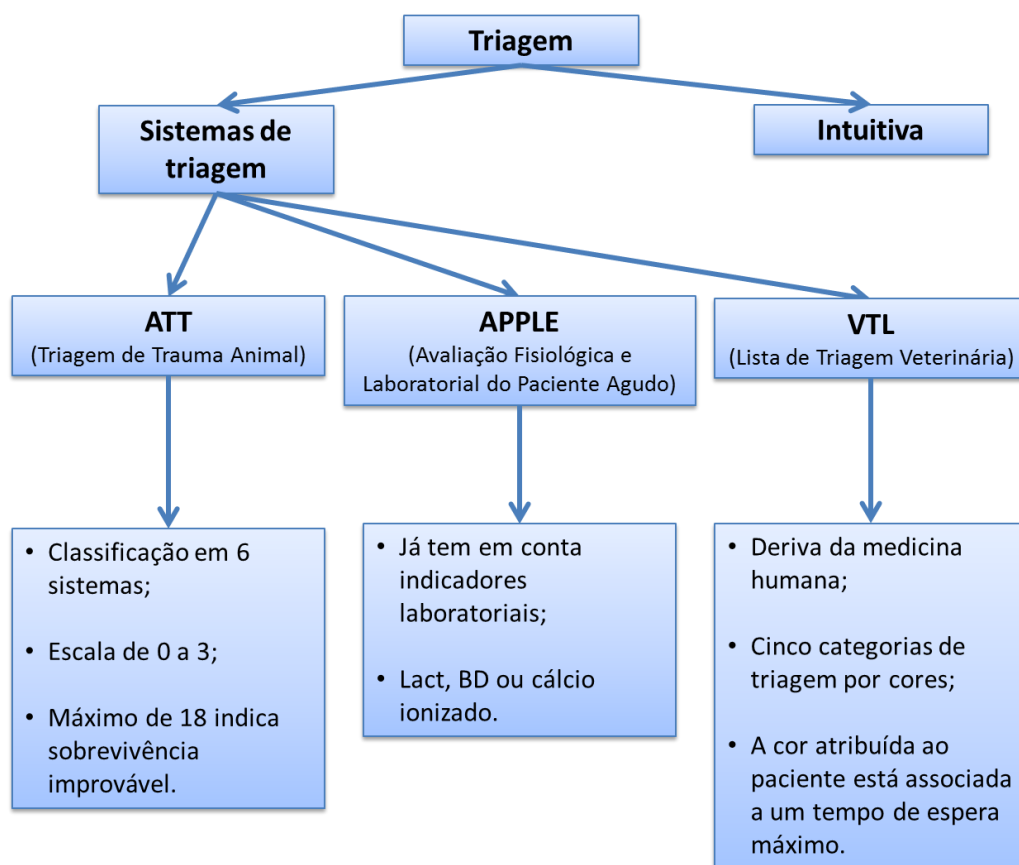 Triagem
Sistemas de
triagem
Intuitiva
ATT
(Triagem de Trauma Animal)
APPLE
(Avaliação Fisiológica e
Laboratorial do Paciente Agudo)
VTL
(Lista de Triagem Veterinária)
• Classificação em 6
sistemas;
• Escala de 0 a 3;
• Máximo de 18 indica
sobrevivência
improvável.
• Já tem em conta
indicadores
laboratoriais;
• Lact, BD ou cálcio
ionizado.
• Deriva da medicina
humana;
• Cinco categorias de
triagem por cores;
• A cor atribuída ao
paciente está associada
a um tempo de espera
máximo.